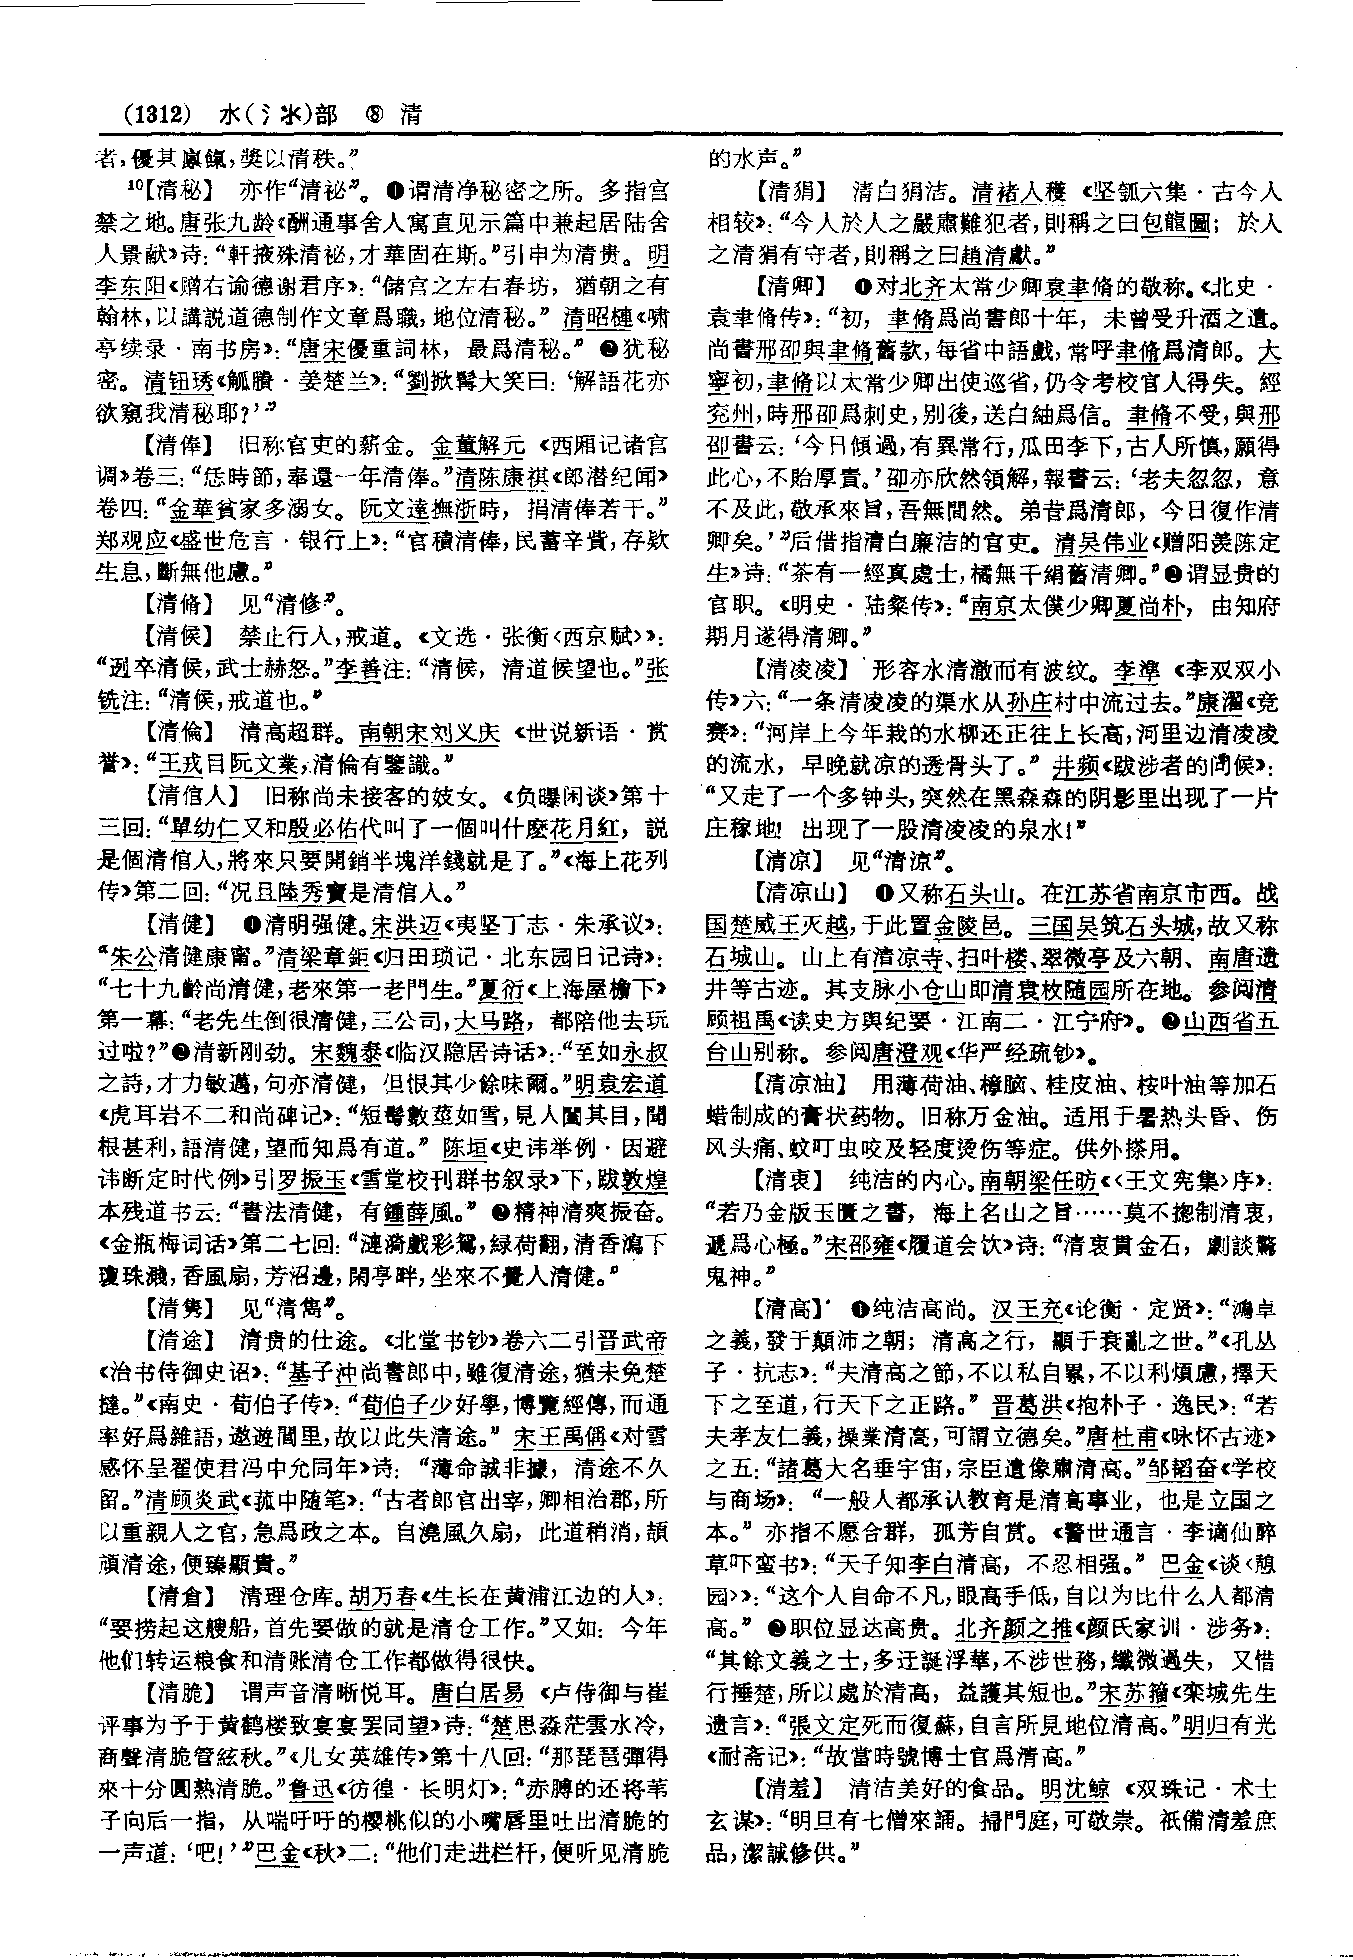 (1312) 水(氵氺)部 ⑧ 清
者,優其廩餼,奬以清秩。”
¹⁰【清秘】 亦作“清祕”。❶谓清净秘密之所。多指宫
禁之地。唐张九龄《酬通事舍人寓直见示篇中兼起居陆舍
人景献》诗:“軒掖殊清祕,才華固在斯。”引申为清贵。明
李东阳《赠右谕德谢君序》:“儲宫之左右春坊,猶朝之有
翰林,以講説道德制作文章爲職,地位清秘。” 清昭槤《啸
亭续录·南书房》:“唐宋優重詞林,最爲清秘。” ❷犹秘
密。清钮琇《觚賸·姜楚兰》:“劉掀髯大笑曰:‘解語花亦
欲窺我清秘耶?’”
【清俸】 旧称官吏的薪金。金董解元《西厢记诸宫
调》卷三:“恁時節,奉還一年清俸。”清陈康祺《郎潜纪闻》
卷四:“金華貧家多溺女。阮文達撫浙時,捐清俸若干。”
郑观应《盛世危言·银行上》:“官積清俸,民蓄辛貲,存欵
生息,斷無他慮。”
【清脩】 见“清修”。
【清候】 禁止行人,戒道。《文选·张衡〈西京赋〉》:
“迾卒清候,武士赫怒。”李善注:“清候,清道候望也。”张
铣注:“清候,戒道也。”
【清倫】 清高超群。南朝宋刘义庆《世说新语·赏
誉》:“王戎目阮文業,清倫有鑒識。”
【清倌人】 旧称尚未接客的妓女。《负曝闲谈》第十
三回:“單幼仁又和殷必佑代叫了一個叫什麽花月紅,説
是個清倌人,將來只要開銷半塊洋錢就是了。”《海上花列
传》第二回:“况且陸秀寶是清倌人。”
【清健】 ❶清明强健。宋洪迈《夷坚丁志·朱承议》:
“朱公清健康甯。”清梁章鉅《归田琐记·北东园日记诗》:
“七十九齡尚清健,老來第一老門生。”夏衍《上海屋檐下》
第一幕:“老先生倒很清健,三公司,大马路,都陪他去玩
过啦?”❷清新刚劲。宋魏泰《临汉隐居诗话》:“至如永叔
之詩,才力敏邁,句亦清健,但恨其少餘味爾。”明袁宏道
《虎耳岩不二和尚碑记》:“短髩數莖如雪,見人闔其目,聞
根甚利,語清健,望而知爲有道。” 陈垣《史讳举例·因避
讳断定时代例》引罗振玉《雪堂校刊群书叙录》下,跋敦煌
本残道书云:“書法清健,有鍾薛風。” ❸精神清爽振奋。
《金瓶梅词话》第二七回:“漣漪戲彩鴛,緑荷翻,清香瀉下
瓊珠濺,香風扇,芳沼邊,閑亭畔,坐來不覺人清健。”
【清隽】 见“清雋”。
【清途】 清贵的仕途。《北堂书钞》卷六二引晋武帝
《治书侍御史诏》:“基子沖尚書郎中,雖復清途,猶未免楚
撻。”《南史·荀伯子传》:“荀伯子少好學,博覽經傳,而通
率好爲雜語,遨遊閭里,故以此失清途。” 宋王禹偁《对雪
感怀呈翟使君冯中允同年》诗:“薄命誠非據,清途不久
留。”清顾炎武《菰中随笔》:“古者郎官出宰,卿相治郡,所
以重親人之官,急爲政之本。自澆風久扇,此道稍消,頡
頏清途,便臻顯貴。”
【清倉】 清理仓库。胡万春《生长在黄浦江边的人》:
“要捞起这艘船,首先要做的就是清仓工作。”又如:今年
他们转运粮食和清账清仓工作都做得很快。
【清脆】 谓声音清晰悦耳。唐白居易《卢侍御与崔
评事为予于黄鹤楼致宴宴罢同望》诗:“楚思淼茫雲水冷,
商聲清脆管絃秋。”《儿女英雄传》第十八回:“那琵琶彈得
來十分圓熟清脆。”鲁迅《彷徨·长明灯》:“赤膊的还将苇
子向后一指,从喘吁吁的樱桃似的小嘴唇里吐出清脆的
一声道:‘吧!’”巴金《秋》二:“他们走进栏杆,便听见清脆
的水声。”
【清狷】 清白狷洁。清褚人穫《坚瓠六集·古今人
相较》:“今人於人之嚴肅難犯者,則稱之曰包龍圖;於人
之清狷有守者,則稱之曰趙清獻。”
【清卿】 ❶对北齐太常少卿袁聿脩的敬称。《北史·
袁聿脩传》:“初,聿脩爲尚書郎十年,未曾受升酒之遺。
尚書邢卲與聿脩舊款,每省中語戲,常呼聿脩爲清郎。大
寧初,聿脩以太常少卿出使巡省,仍令考校官人得失。經
兖州,時邢卲爲刺史,别後,送白紬爲信。聿脩不受,與邢
卲書云:‘今日傾過,有異常行,瓜田李下,古人所慎,願得
此心,不貽厚責。’卲亦欣然領解,報書云:‘老夫忽忽,意
不及此,敬承來旨,吾無間然。弟昔爲清郎,今日復作清
卿矣。’”后借指清白廉洁的官吏。清吴伟业《赠阳羡陈定
生》诗:“茶有一經真處士,橘無千絹舊清卿。”❷谓显贵的
官职。《明史·陆粲传》:“南京太僕少卿夏尚朴,由知府
期月遂得清卿。”
【清凌凌】 形容水清澈而有波纹。李凖《李双双小
传》六:“一条清凌凌的渠水从孙庄村中流过去。”康濯《竞
赛》:“河岸上今年栽的水柳还正往上长高,河里边清凌凌
的流水,早晚就凉的透骨头了。” 井频《跋涉者的问候》:
“又走了一个多钟头,突然在黑森森的阴影里出现了一片
庄稼地! 出现了一股清凌凌的泉水!”
【清凉】 见“清涼”。
【清凉山】 ❶又称石头山。在江苏省南京市西。战
国楚威王灭越,于此置金陵邑。三国吴筑石头城,故又称
石城山。山上有清凉寺、扫叶楼、翠微亭及六朝、南唐遗
井等古迹。其支脉小仓山即清袁枚随园所在地。参阅清
顾祖禹《读史方舆纪要·江南二·江宁府》。❷山西省五
台山别称。参阅唐澄观《华严经疏钞》。
【清凉油】 用薄荷油、樟脑、桂皮油、桉叶油等加石
蜡制成的膏状药物。旧称万金油。适用于暑热头昏、伤
风头痛、蚊叮虫咬及轻度烫伤等症。供外搽用。
【清衷】 纯洁的内心。南朝梁任昉《〈王文宪集〉序》:
“若乃金版玉匱之書,海上名山之旨……莫不揔制清衷,
遞爲心極。”宋邵雍《履道会饮》诗:“清衷貫金石,劇談驚
鬼神。”
【清高】 ❶纯洁高尚。汉王充《论衡·定贤》:“鴻卓
之義,發于顛沛之朝;清高之行,顯于衰亂之世。”《孔丛
子·抗志》:“夫清高之節,不以私自累,不以利煩慮,擇天
下之至道,行天下之正路。” 晋葛洪《抱朴子·逸民》:“若
夫孝友仁義,操業清高,可謂立德矣。”唐杜甫《咏怀古迹》
之五:“諸葛大名垂宇宙,宗臣遺像肅清高。”邹韬奋《学校
与商场》:“一般人都承认教育是清高事业,也是立国之
本。” 亦指不愿合群,孤芳自赏。《警世通言·李谪仙醉
草吓蛮书》:“天子知李白清高,不忍相强。” 巴金《谈〈憩
园〉》:“这个人自命不凡,眼高手低,自以为比什么人都清
高。” ❷职位显达高贵。北齐颜之推《颜氏家训·涉务》:
“其餘文義之士,多迂誕浮華,不涉世務,纖微過失,又惜
行捶楚,所以處於清高,益護其短也。”宋苏籀《栾城先生
遗言》:“張文定死而復蘇,自言所見地位清高。”明归有光
《耐斋记》:“故當時號博士官爲清高。”
【清羞】 清洁美好的食品。明沈鲸《双珠记·术士
玄谋》:“明旦有七僧來誦。掃門庭,可敬崇。祇備清羞庶
品,潔誠修供。”